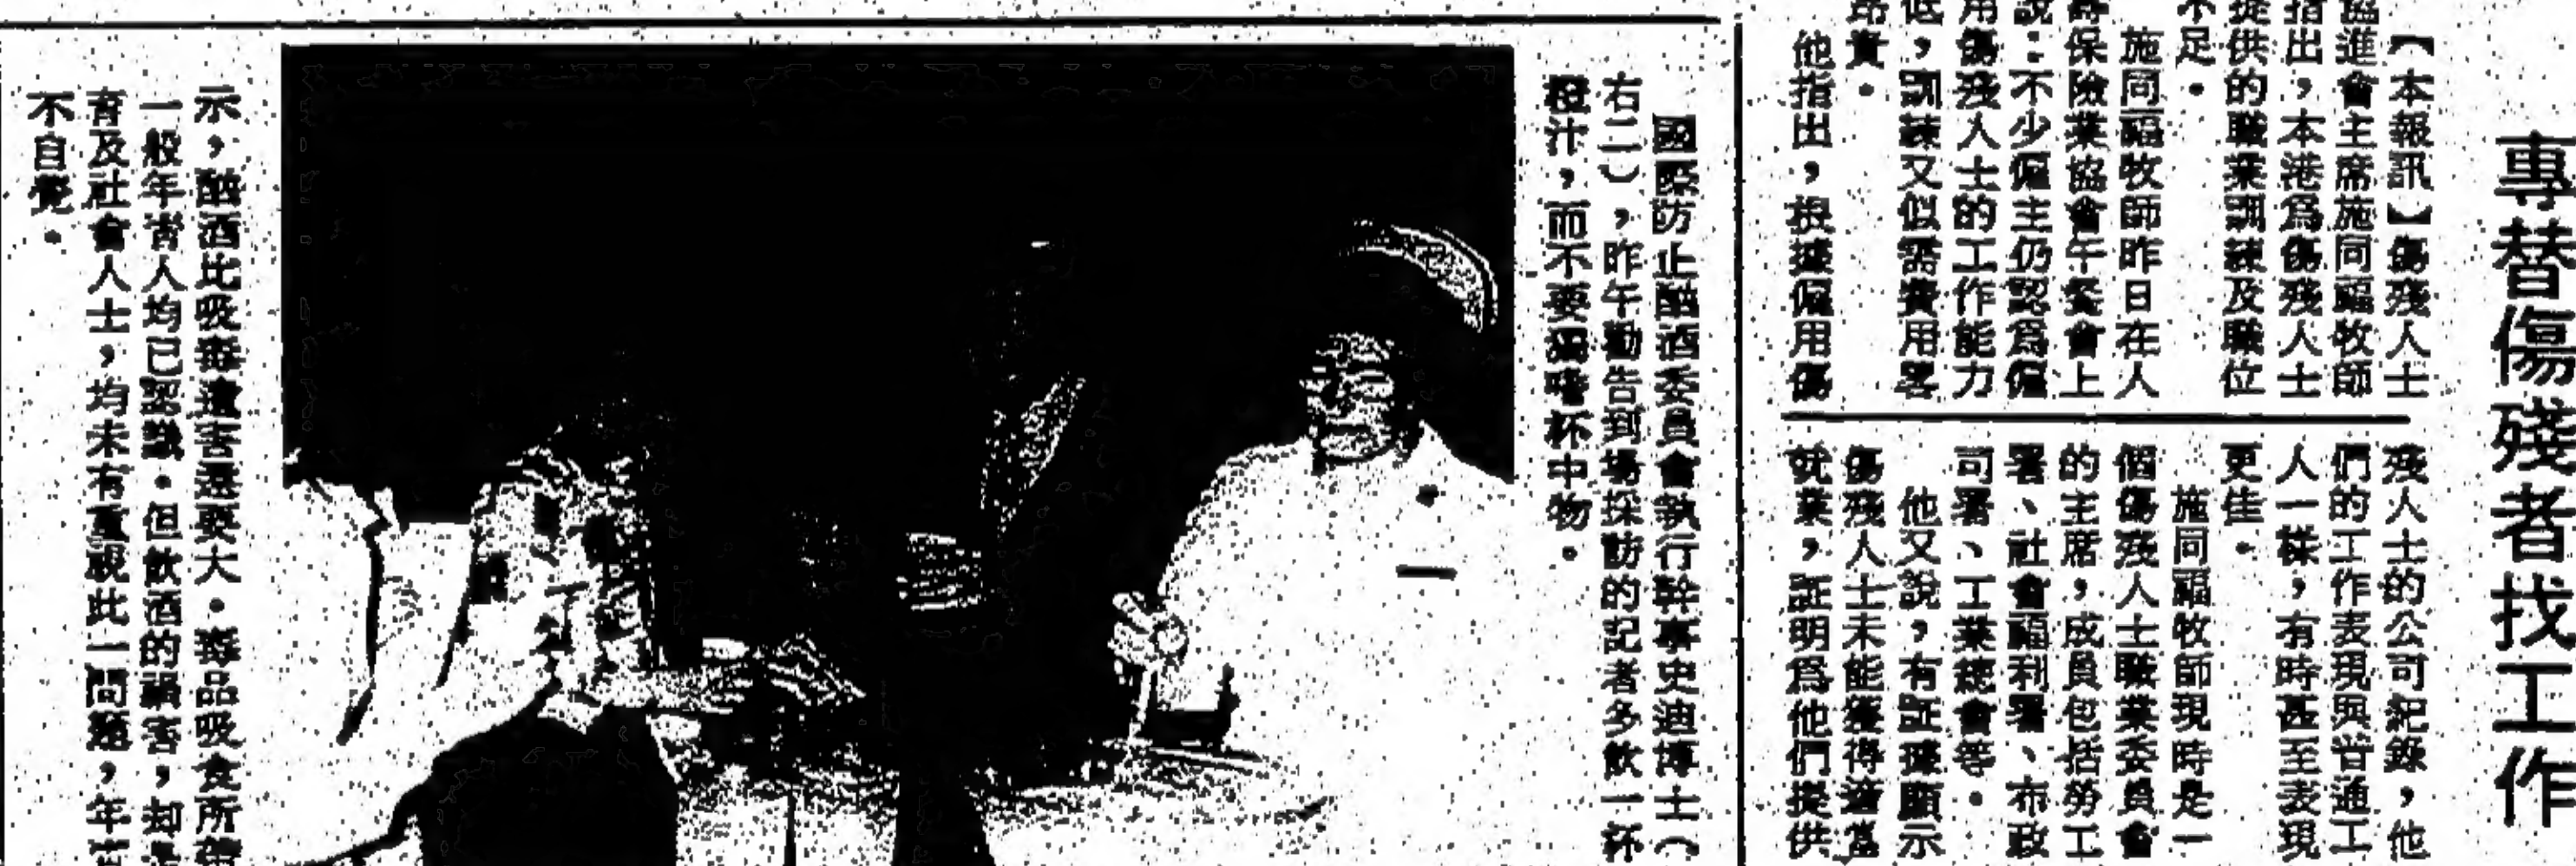 專替傷殘者找工作
【本報訊】傷殘人士
協進會主席施同福牧師
指出，本港爲傷殘人士
提供的職業訓練及職位
不足。
施同福牧師昨日在人
壽保險業協會午餐會上
說：不少僱主仍認爲僱
用傷殘人士的工作能力
低，訓練又似需費用署
昂貴。
他指出，根據僱用傷
殘人士的公司紀錄，他
們的工作表現與普通工
人一樣，有時甚至表現
更佳。
施同福牧師現時是一
個傷殘人士職業委員會
的主席，成員包括勞工
署、社會福利署、布政
司署、工業總會等。
他又說，有証據顯示
傷殘人士未能獲得適當
就業，証明爲他們提供
國際防止酗酒委員會執行幹事史迪博士（
右二），昨午勸告到場採訪的記者多飲一杯
橙汁，而不要獨嗜杯中物。
示，酗酒比吸毒遺害還要大。毒品吸食所
一般年青人均已認識。但飲酒的禍害，却
育及社會人士，均未有重視此一問題，年
不自覺。